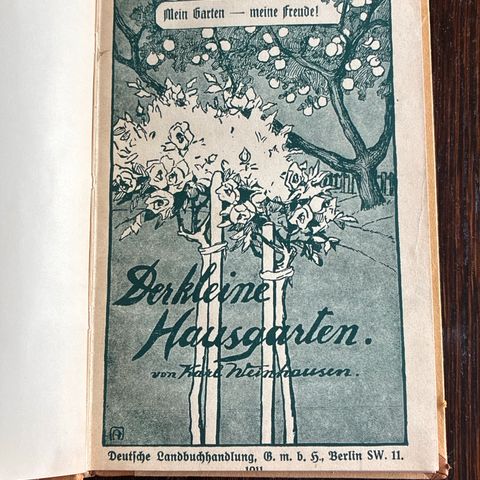 Mein Garten — meine Freude!
Der kleine
Hausgarten.
von Karl Weinhausen.
Deutsche Landbuchhandlung, G. m. b. H., Berlin SW. 11.
1911